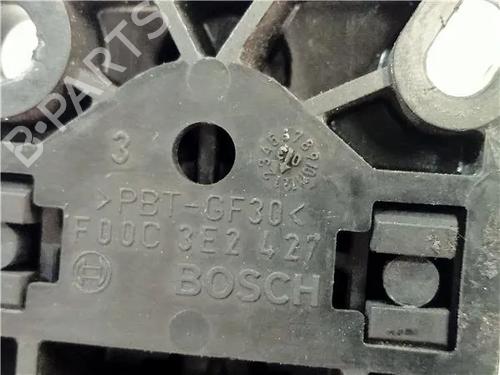 B-PARTS
3
>PBT-GF30<
F00C 3E2 427
BOSCH